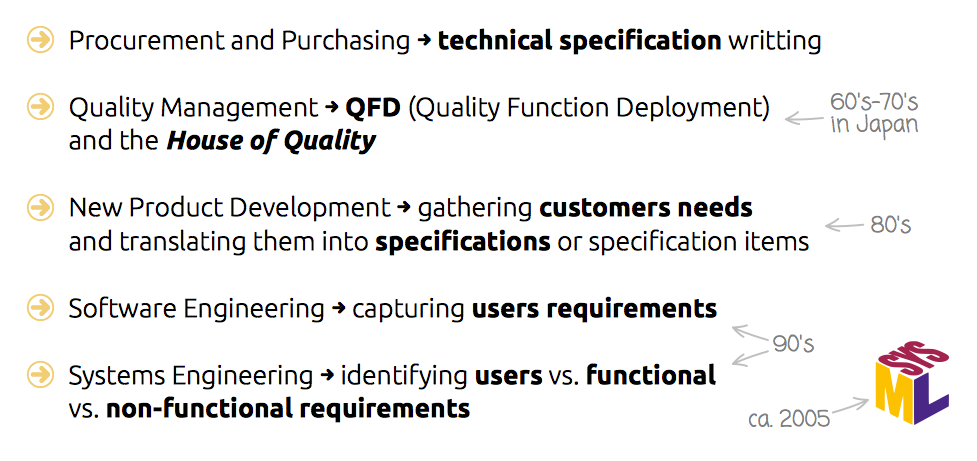 Procurement and Purchasing → technical specification writting
Quality Management → QFD (Quality Function Deployment)
and the House of Quality
60's-70's
in Japan
New Product Development → gathering customers needs
and translating them into specifications or specification items
80's
Software Engineering → capturing users requirements
90's
Systems Engineering → identifying users vs. functional
vs. non-functional requirements
ca. 2005
SYS
ML